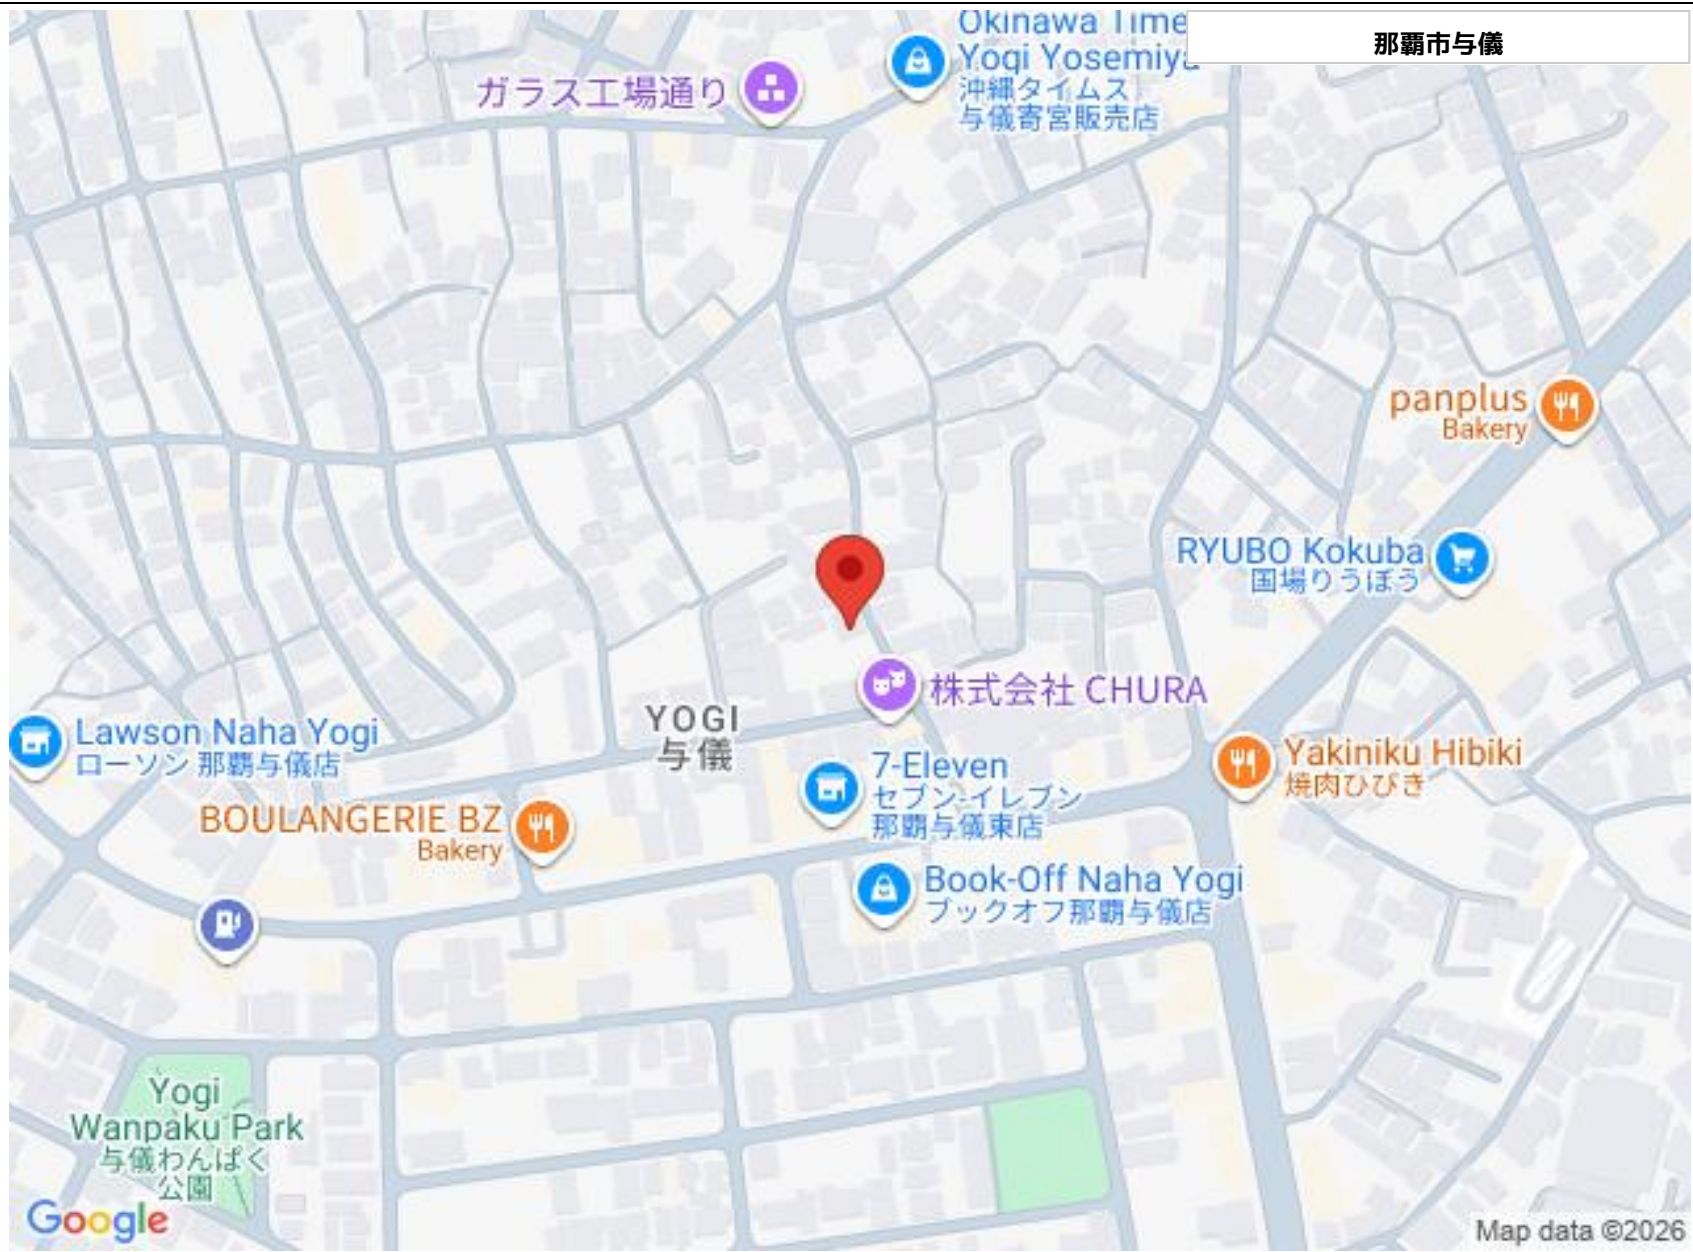 Okinawa Time
Yogi Yosemiya
沖縄タイムス
与儀寄宮販売店
那覇市与儀
ガラス工場通り
panplus
Bakery
RYUBO Kokuba
国場りうぼう
株式会社 CHURA
YOGI
与儀
Lawson Naha Yogi
ローソン 那覇与儀店
7-Eleven
セブン-イレブン
那覇与儀東店
Yakiniku Hibiki
焼肉ひびき
BOULANGERIE BZ
Bakery
Book-Off Naha Yogi
ブックオフ那覇与儀店
Yogi
Wanpaku Park
与儀わんぱく
公園
Google
Map data ©2026